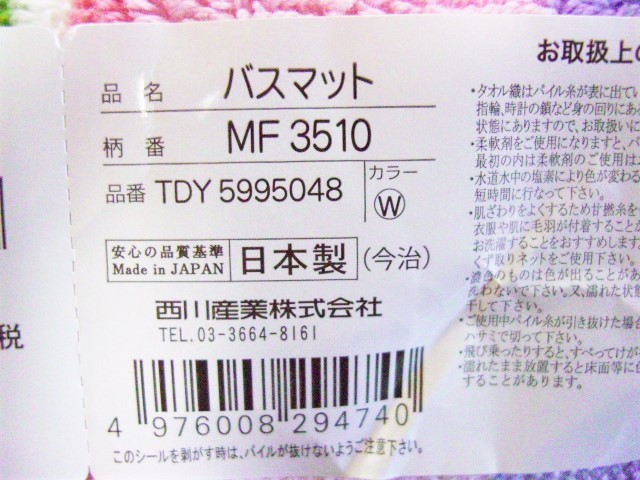 品名 バスマット
柄番 MF 3510
品番 TDY 5995048
カラー
W
安心の品質基準
Made in JAPAN
日本製 (今治)
西川産業株式会社
TEL.03-3664-8161
4 976008 294740
このシールを剥がす時は、パイルが抜けないようご注意下さい。
税
お取扱上の
・タオル織はパイル糸が表に出てい
指輪、時計の鎖など身の回りにあ
状態にありますので、お取扱いに
・柔軟剤をご使用になりますと、パ
最初の内は柔軟剤のご使用は
・水道水中の塩素により色が変わる
短時間に行なって下さい。
・肌ざわりをよくするため甘撚糸を
衣服や肌に毛羽が付着することが
お洗濯することをおすすめします
くず取りネットをご使用下さい。
・濃色のものは色が出ることがあ
洗わないで下さい。又、濡れた状態
干して下さい。
・ご使用中パイル糸が引き抜けた場合
ハサミで切って下さい。
・飛び乗ったりすると、すべってけが
・濡れたまま放置すると床面等に色
することがあります。